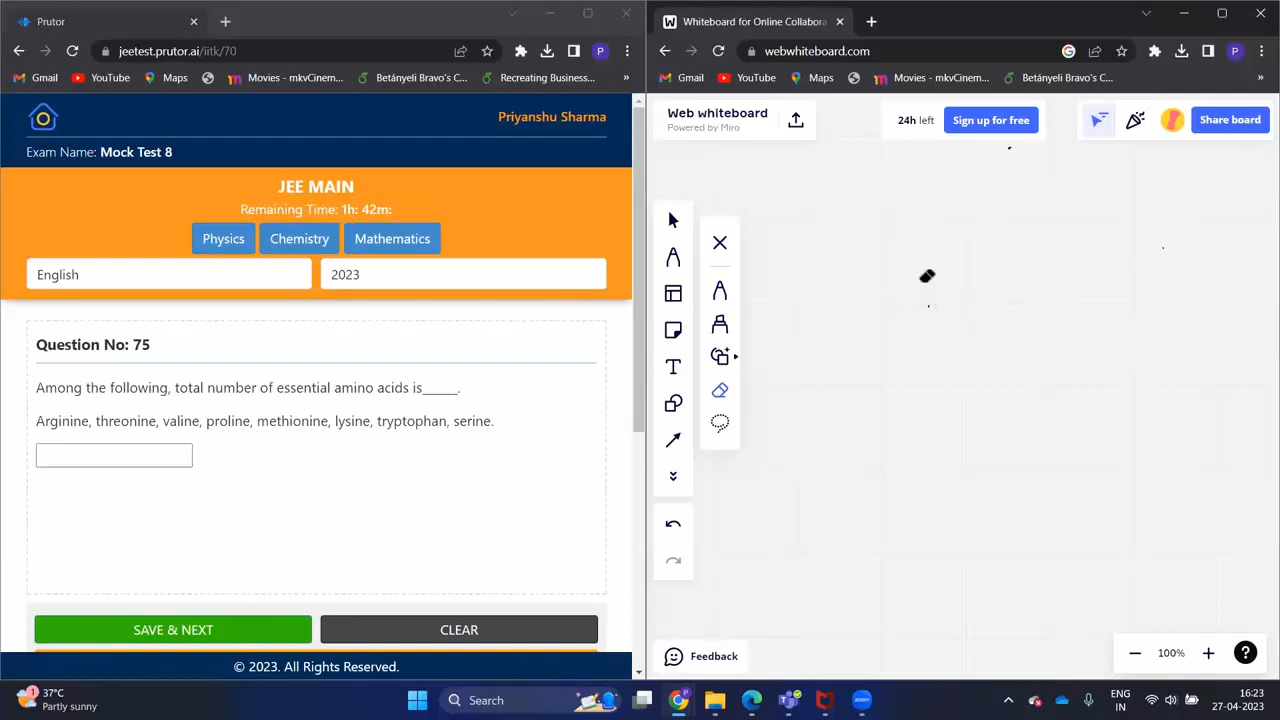 Prutor
Whiteboard for Online Collabora
jeetest.prutor.ai/iitk/70
webwhiteboard.com
Gmail YouTube Maps Movies - mkvCinem... Betányeli Bravo's C... Recreating Business... »
Gmail YouTube Maps Movies - mkvCinem... Betányeli Bravo's C... »
Priyanshu Sharma
Exam Name: Mock Test 8
JEE MAIN
Remaining Time: 1h: 42m:
Physics Chemistry Mathematics
English 2023
Question No: 75
Among the following, total number of essential amino acids is_____.
Arginine, threonine, valine, proline, methionine, lysine, tryptophan, serine.
SAVE & NEXT CLEAR
© 2023. All Rights Reserved.
Web whiteboard
Powered by Miro
24h left Sign up for free Share board
Feedback
100%
37°C
Partly sunny
Search
ENG
IN
16:23
27-04-2023